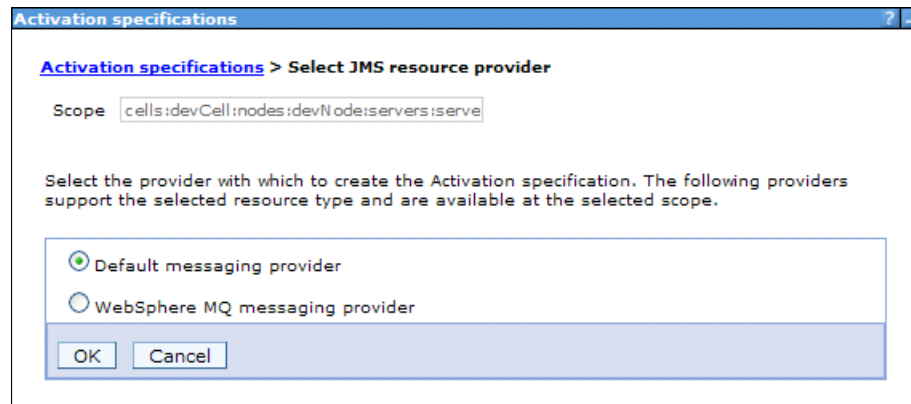 Activation specifications ? -
Activation specifications > Select JMS resource provider
Scope cells:devCell:nodes:devNode:servers:serve
Select the provider with which to create the Activation specification. The following providers
support the selected resource type and are available at the selected scope.
Default messaging provider
WebSphere MQ messaging provider
OK Cancel